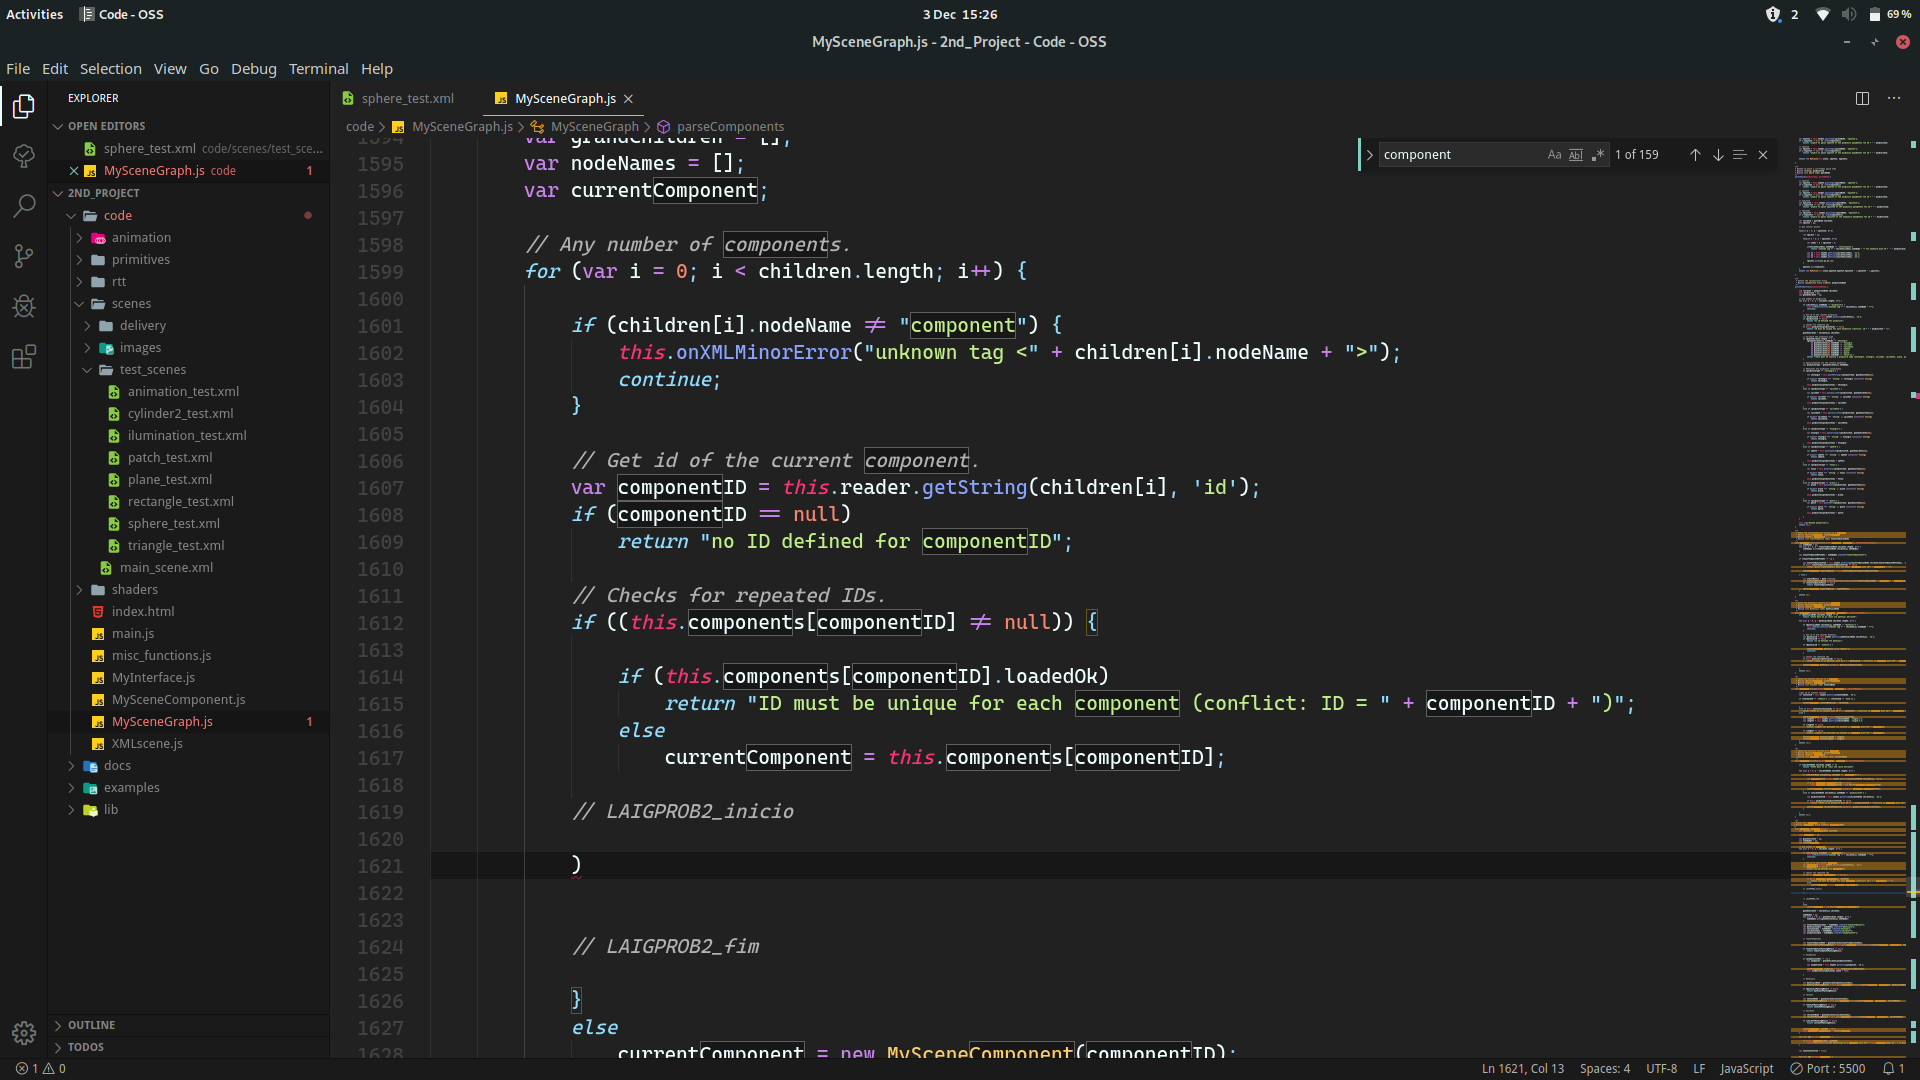 Activities
Code - OSS
3 Dec 15:26
2
69 %
MySceneGraph.js - 2nd_Project - Code - OSS
File Edit Selection View Go Debug Terminal Help
EXPLORER
OPEN EDITORS
sphere_test.xml code/scenes/test_sce...
MySceneGraph.js code 1
2ND_PROJECT
code
animation
primitives
rtt
scenes
delivery
images
test_scenes
animation_test.xml
cylinder2_test.xml
ilumination_test.xml
patch_test.xml
plane_test.xml
rectangle_test.xml
sphere_test.xml
triangle_test.xml
main_scene.xml
shaders
index.html
main.js
misc_functions.js
MyInterface.js
MySceneComponent.js
MySceneGraph.js 1
XMLscene.js
docs
examples
lib
OUTLINE
TODOS
sphere_test.xml
MySceneGraph.js
code > MySceneGraph.js > MySceneGraph > parseComponents
component
Aa Abl .*
1 of 159
1594 var grandChildren = [];
1595 var nodeNames = [];
1596 var currentComponent;
1597
1598 // Any number of components.
1599 for (var i = 0; i < children.length; i++) {
1600
1601 if (children[i].nodeName != "component") {
1602 this.onXMLMinorError("unknown tag <" + children[i].nodeName + ">");
1603 continue;
1604 }
1605
1606 // Get id of the current component.
1607 var componentID = this.reader.getString(children[i], 'id');
1608 if (componentID == null)
1609 return "no ID defined for componentID";
1610
1611 // Checks for repeated IDs.
1612 if ((this.components[componentID] != null)) {
1613
1614 if (this.components[componentID].loadedOk)
1615 return "ID must be unique for each component (conflict: ID = " + componentID + ")";
1616 else
1617 currentComponent = this.components[componentID];
1618
1619 // LAIGPROB2_inicio
1620
1621 )
1622
1623
1624 // LAIGPROB2_fim
1625
1626 }
1627 else
1628 currentComponent = new MySceneComponent(componentID);
1 0
Ln 1621, Col 13
Spaces: 4
UTF-8
LF
JavaScript
Port : 5500
1